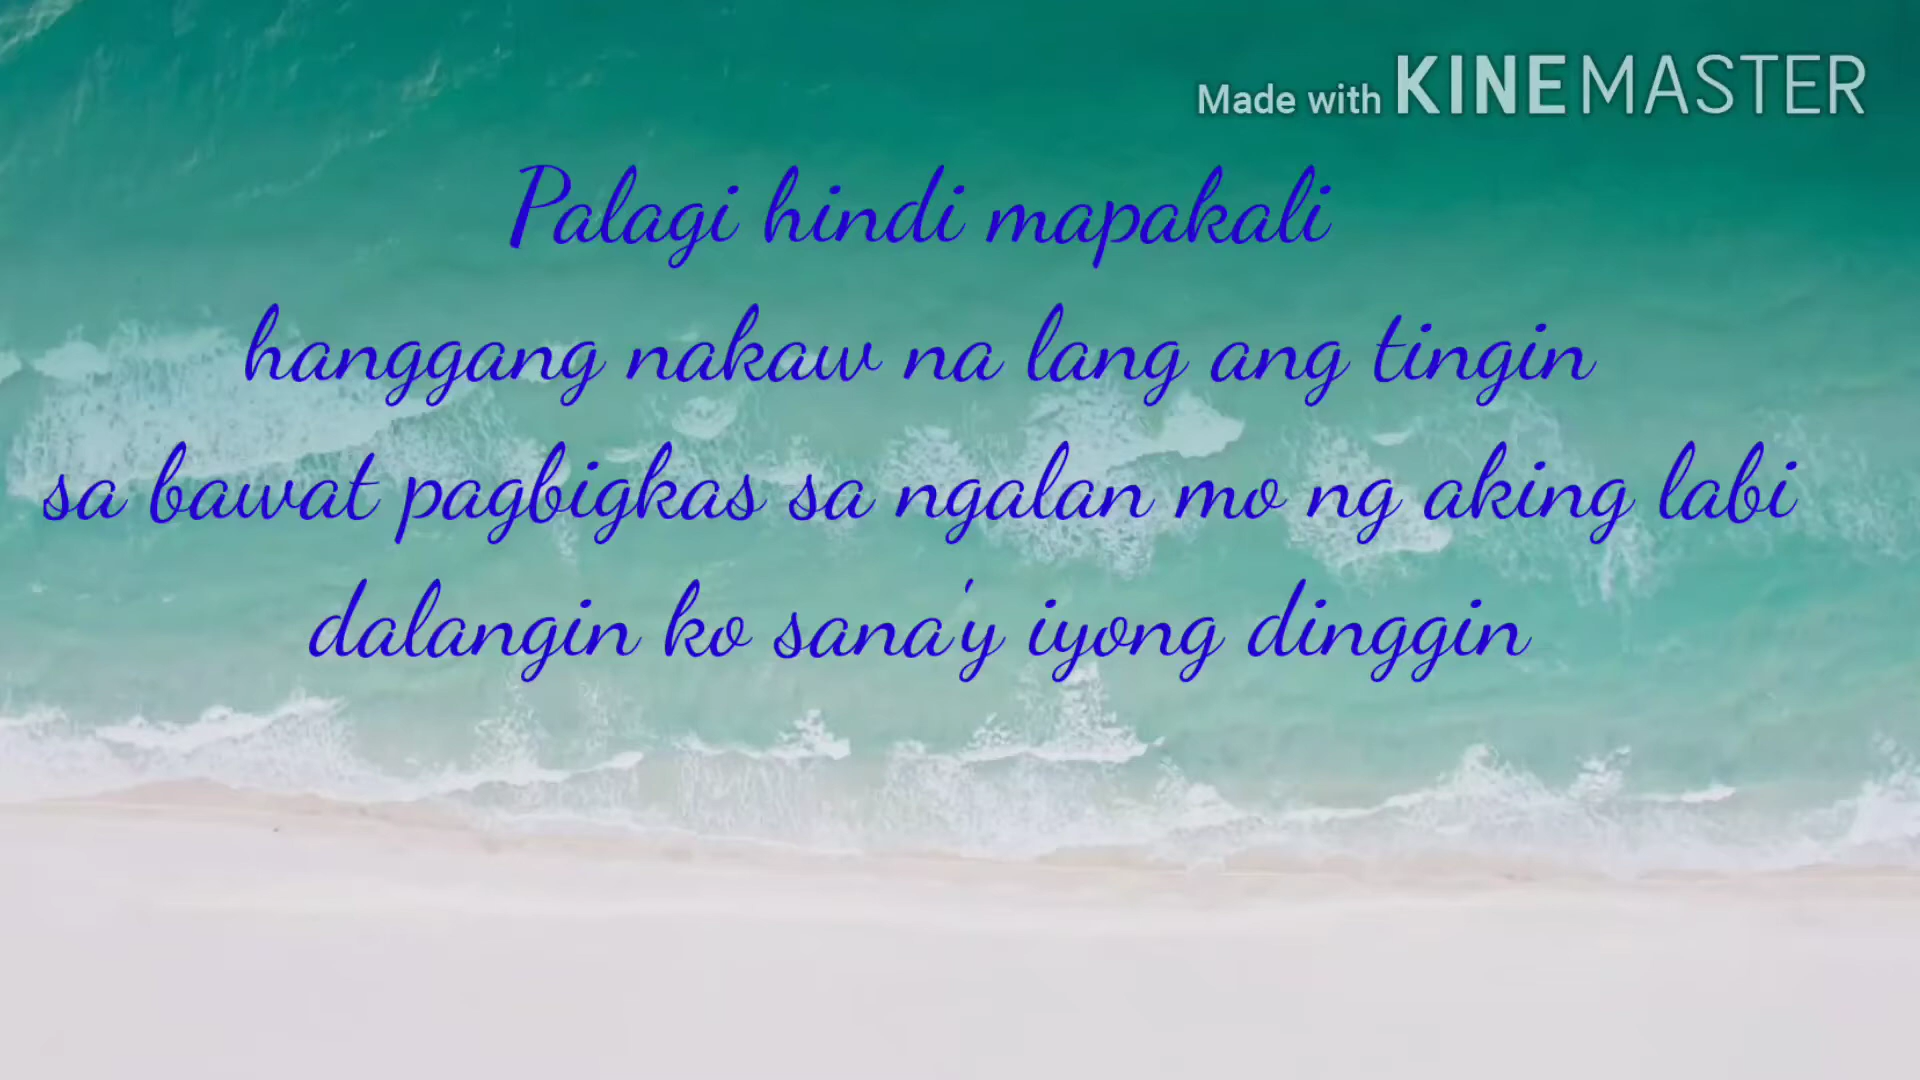 Made with KINEMASTER
Palagi hindi mapakali
hanggang nakaw na lang ang tingin
sa bawat pagbigkas sa ngalan mo ng aking labi
dalangin ko sana'y iyong dinggin